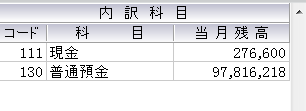 内 訳 科 目
コード 科 目 当 月 残 高
111 現金 276,600
130 普通預金 97,816,218